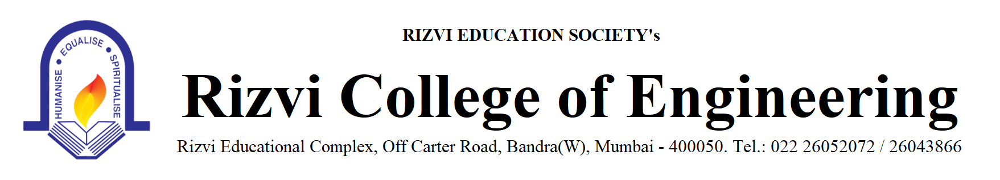 HUMANISE • EQUALISE • SPIRITUALISE
RIZVI EDUCATION SOCIETY's
Rizvi College of Engineering
Rizvi Educational Complex, Off Carter Road, Bandra(W), Mumbai - 400050. Tel.: 022 26052072 / 26043866